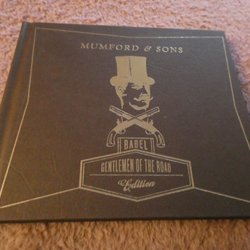 MUMFORD & SONS
BABEL
GENTLEMEN OF THE ROAD
Edition